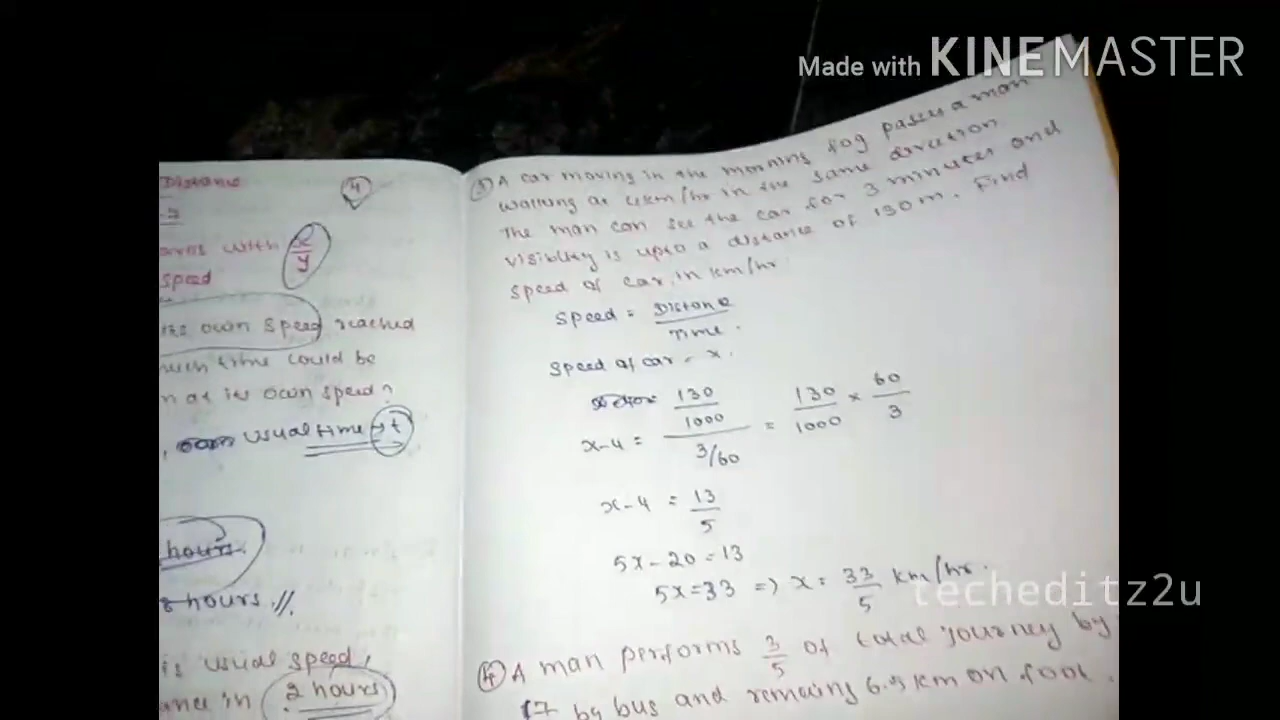 Made with KINEMASTER
Distance
4
x
y
speed
its own speed reached
much time could be
at its own speed?
usual time → t
hours
hours //
is usual speed,
in 2 hours
③ A car moving in the morning fog passes a man
walking at 4km/hr in the same direction
The man can see the car for 3 minutes and
visiblity is upto a distance of 130m. Find
speed of car in km/hr.
speed = Distance
Time.
speed of car = x.
x-4 = 130/1000 / 3/60 = 130/1000 × 60/3
x-4 = 13/5
5x-20=13
5x=33 => x = 33/5 km/hr.
techeditz2u
④ A man performs 3/5 of total journey by
17 by bus and remaing 6.5 km on foot.